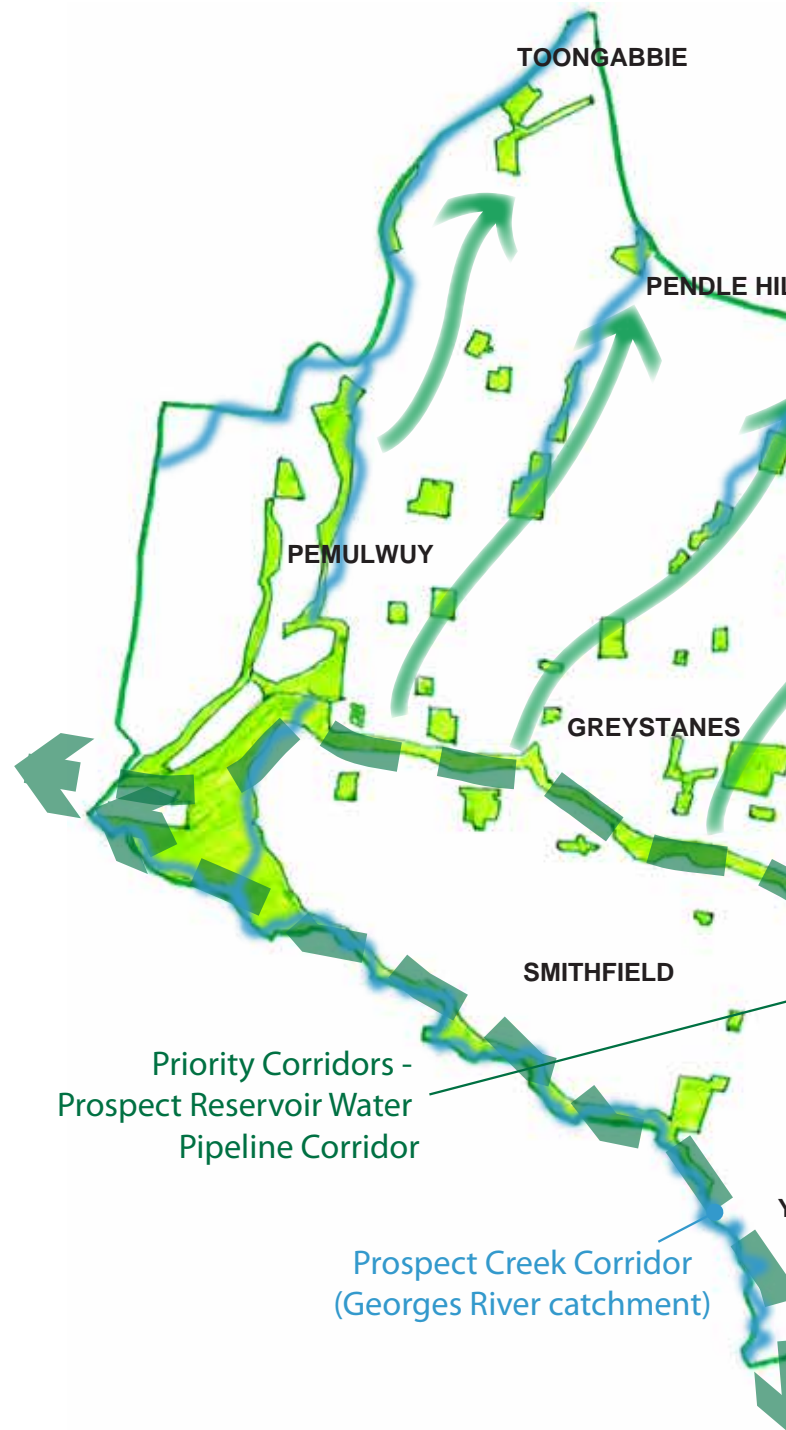 TOONGABBIE
PENDLE HIL
PEMULWUY
GREYSTANES
SMITHFIELD
Priority Corridors -
Prospect Reservoir Water
Pipeline Corridor
Y
Prospect Creek Corridor
(Georges River catchment)